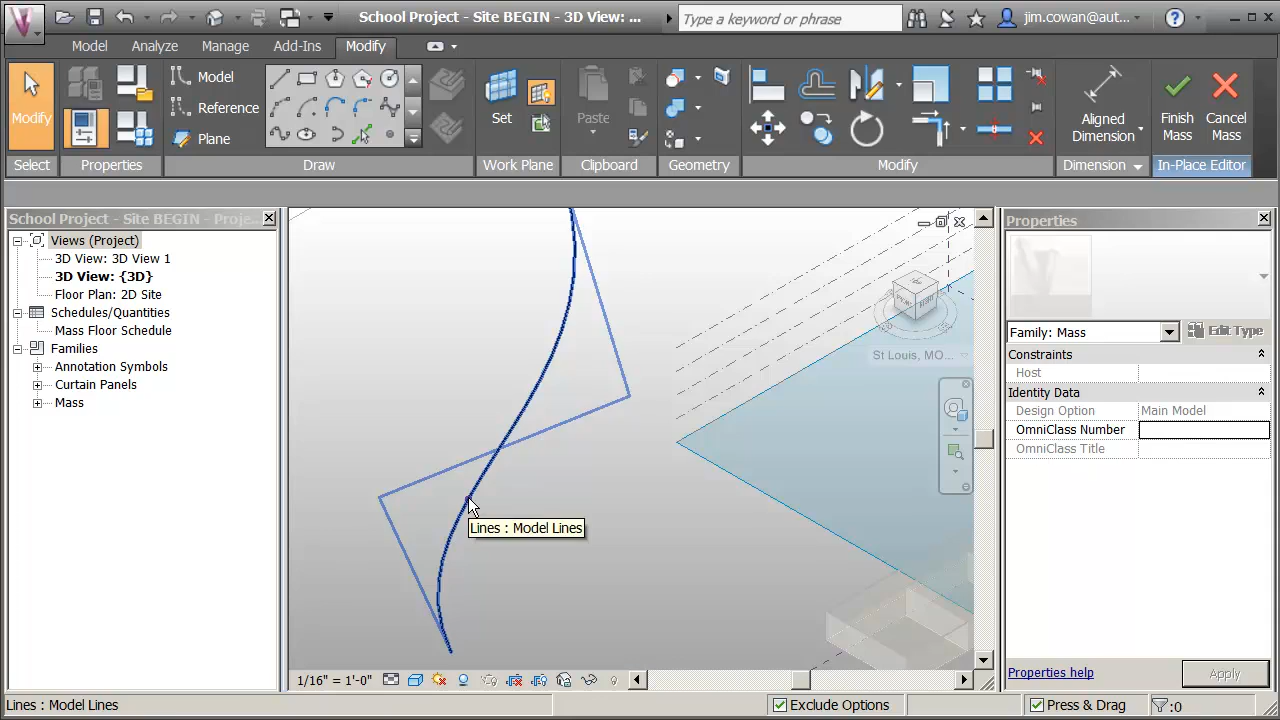 School Project - Site BEGIN - 3D View: ...
Type a keyword or phrase
jim.cowan@aut...
Model
Analyze
Manage
Add-Ins
Modify
Modify
Model
Reference
Plane
Set
Paste
Aligned
Dimension
Finish
Mass
Cancel
Mass
Select
Properties
Draw
Work Plane
Clipboard
Geometry
Modify
Dimension
In-Place Editor
School Project - Site BEGIN - Proje...
Views (Project)
3D View: 3D View 1
3D View: {3D}
Floor Plan: 2D Site
Schedules/Quantities
Mass Floor Schedule
Families
Annotation Symbols
Curtain Panels
Mass
Lines : Model Lines
St Louis, MO...
Properties
Family: Mass
Edit Type
Constraints
Host
Identity Data
Design Option
Main Model
OmniClass Number
OmniClass Title
Properties help
Apply
1/16" = 1'-0"
Lines : Model Lines
Exclude Options
Press & Drag
:0